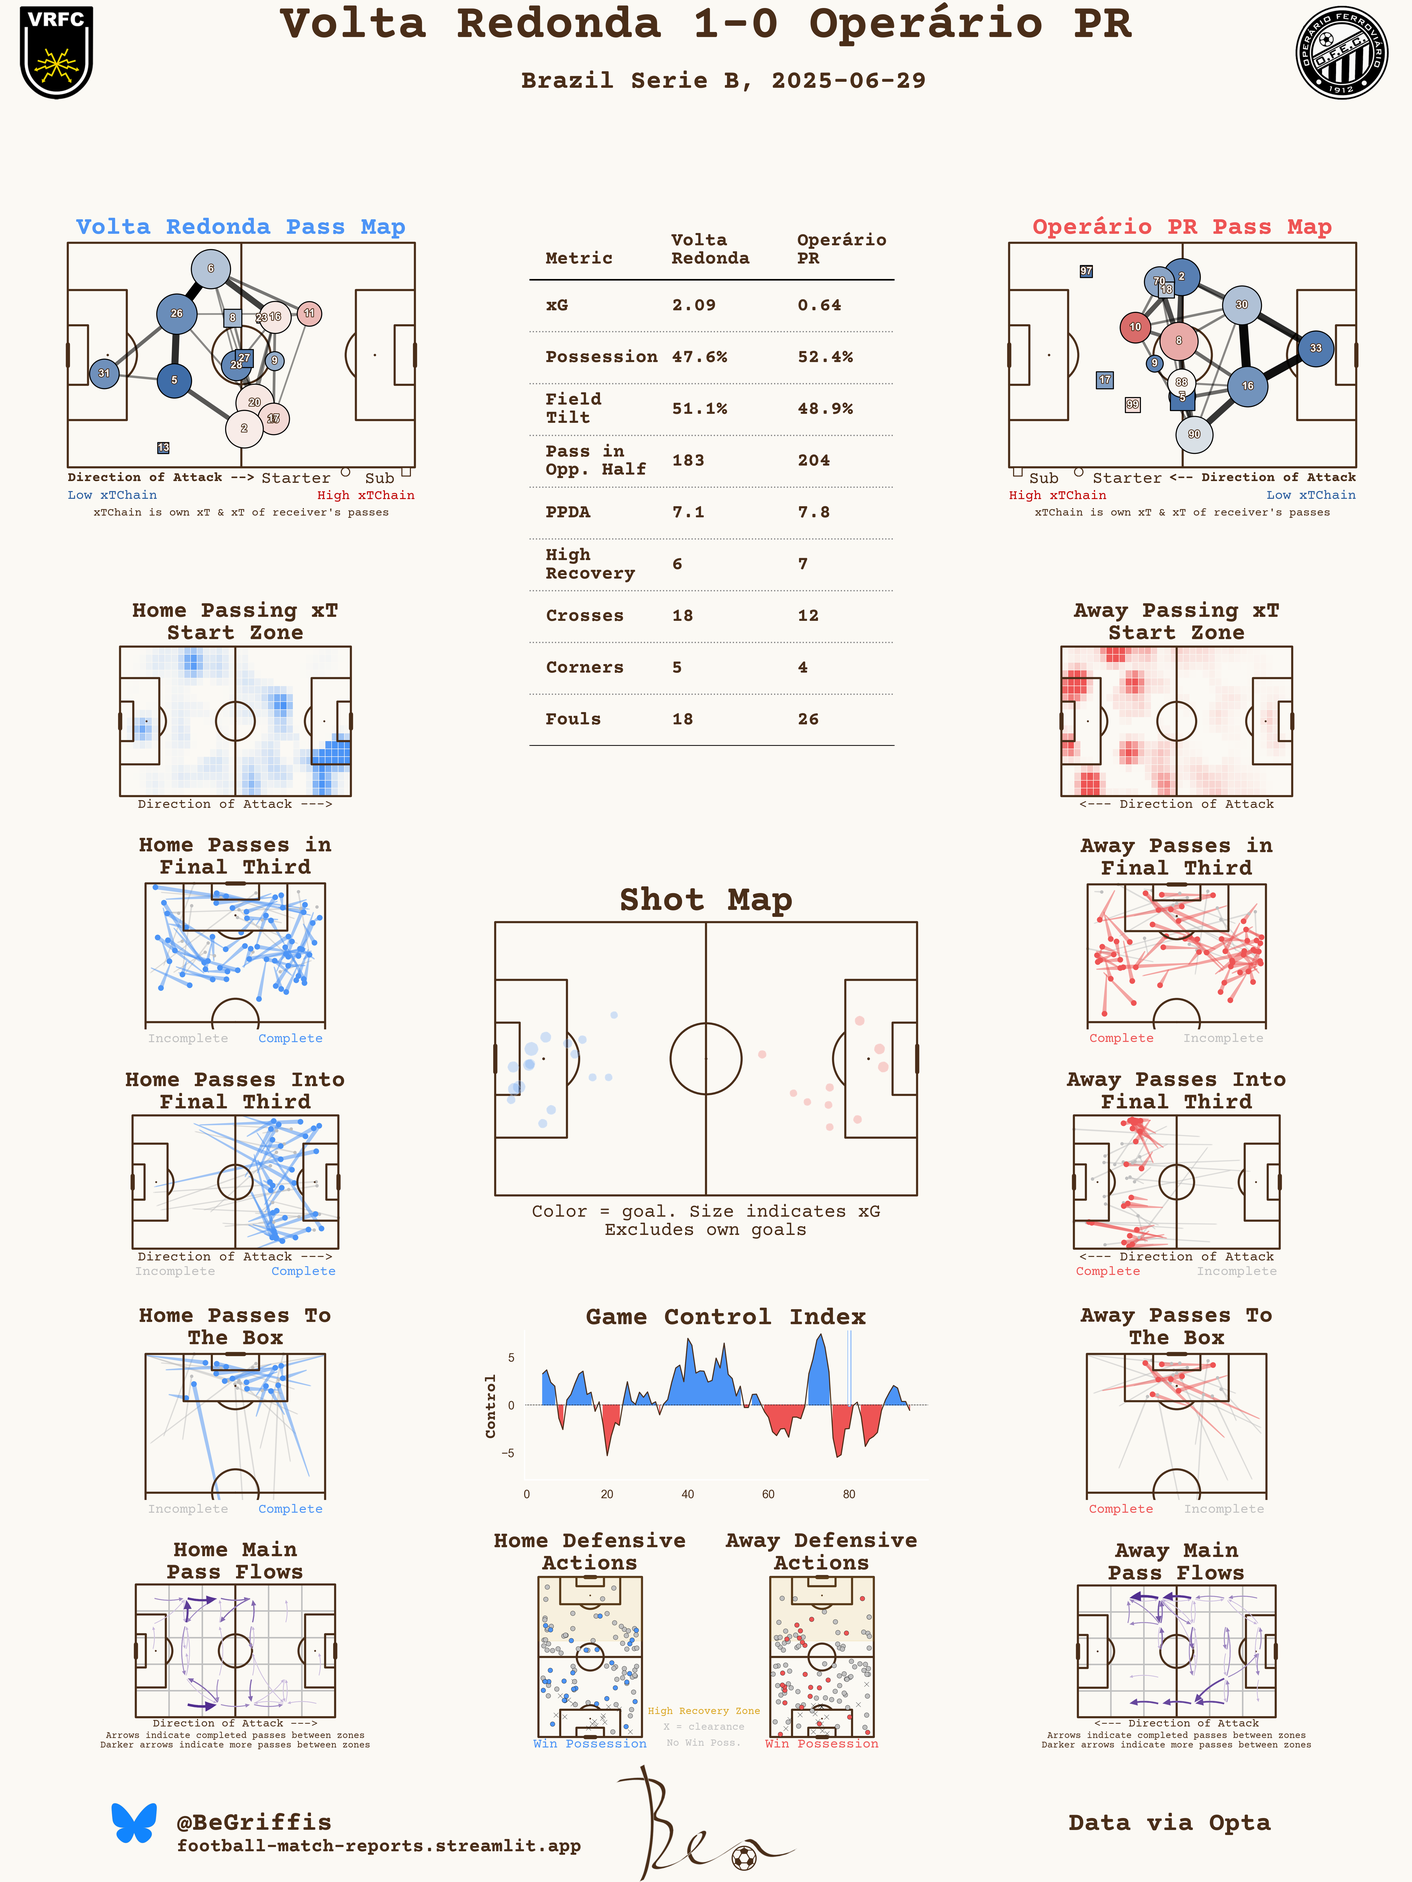 VRFC
Volta Redonda 1-0 Operário PR
OPERÁRIO FERROVIÁRIO
O.F.E.C.
1912
Brazil Serie B, 2025-06-29
Volta Redonda Pass Map
6
26
8
16
11
31
5
27
28
9
20
2
13
Direction of Attack --> Starter Sub
Low xTChain High xTChain
xTChain is own xT & xT of receiver's passes
Metric Volta Redonda Operário PR
xG 2.09 0.64
Possession 47.6% 52.4%
Field Tilt 51.1% 48.9%
Pass in Opp. Half 183 204
PPDA 7.1 7.8
High Recovery 6 7
Crosses 18 12
Corners 5 4
Fouls 18 26
Operário PR Pass Map
97
70
2
18
30
10
8
33
9
17
88
16
99
5
90
Sub Starter <-- Direction of Attack
High xTChain Low xTChain
xTChain is own xT & xT of receiver's passes
Home Passing xT
Start Zone
Direction of Attack --->
Away Passing xT
Start Zone
<--- Direction of Attack
Home Passes in
Final Third
Incomplete Complete
Away Passes in
Final Third
Complete Incomplete
Shot Map
Color = goal. Size indicates xG
Excludes own goals
Home Passes Into
Final Third
Direction of Attack --->
Incomplete Complete
Away Passes Into
Final Third
<--- Direction of Attack
Complete Incomplete
Home Passes To
The Box
Incomplete Complete
Game Control Index
Control
5
0
−5
0 20 40 60 80
Away Passes To
The Box
Complete Incomplete
Home Main
Pass Flows
Direction of Attack --->
Arrows indicate completed passes between zones
Darker arrows indicate more passes between zones
Home Defensive
Actions
Win Possession
Away Defensive
Actions
Win Possession
High Recovery Zone
X = clearance
No Win Poss.
Away Main
Pass Flows
<--- Direction of Attack
Arrows indicate completed passes between zones
Darker arrows indicate more passes between zones
@BeGriffis
football-match-reports.streamlit.app
Ben
Data via Opta